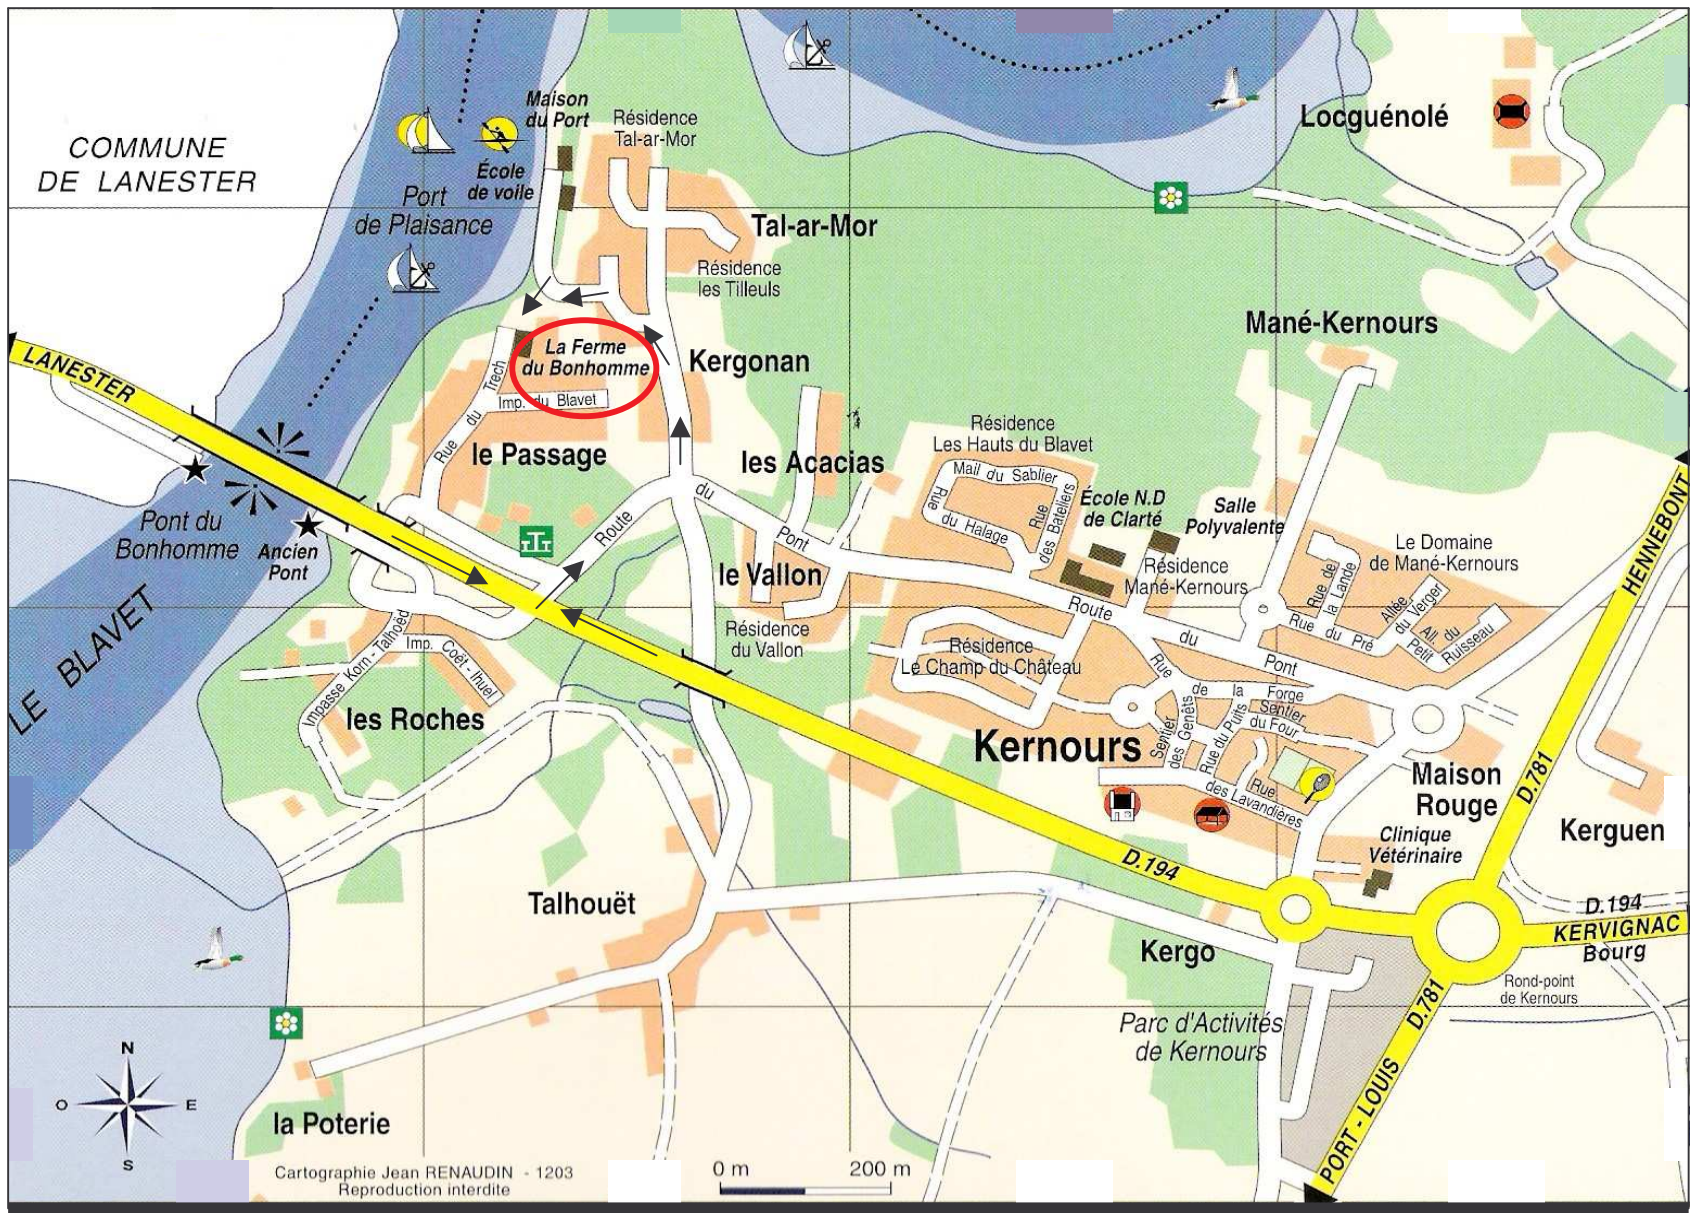 COMMUNE
DE LANESTER
Maison
du Port
Résidence
Tal-ar-Mor
École
de voile
Port
de Plaisance
Tal-ar-Mor
Résidence
les Tilleuls
Locguénolé
Mané-Kernours
LANESTER
La Ferme
du Bonhomme
Kergonan
Imp. du Blavet
Rue du Trech
le Passage
les Acacias
Résidence
Les Hauts du Blavet
Mail du Sablier
Rue du Halage
Rue des Bateliers
École N.D
de Clarté
Salle
Polyvalente
Le Domaine
de Mané-Kernours
HENNEBONT
Pont du
Bonhomme
Ancien
Pont
Route du Pont
le Vallon
Résidence
Mané-Kernours
Rue de la Lande
Allée du Verger
All. du Petit Ruisseau
Rue du Pré
LE BLAVET
Résidence
du Vallon
Route du Pont
Résidence
Le Champ du Château
Impasse Korn-Talhoëd
Imp. Coët-Ihuel
les Roches
Rue de la Forge
Sentier
du Four
Sentier
des Genêts
Rue du Puits
Kernours
Rue
des Lavandières
Maison
Rouge
D.781
Kerguen
Clinique
Vétérinaire
D.194
Talhouët
Kergo
D.194
KERVIGNAC
Bourg
Rond-point
de Kernours
D.781
Parc d'Activités
de Kernours
PORT-LOUIS
N
O
E
S
la Poterie
Cartographie Jean RENAUDIN - 1203
Reproduction interdite
0 m 200 m